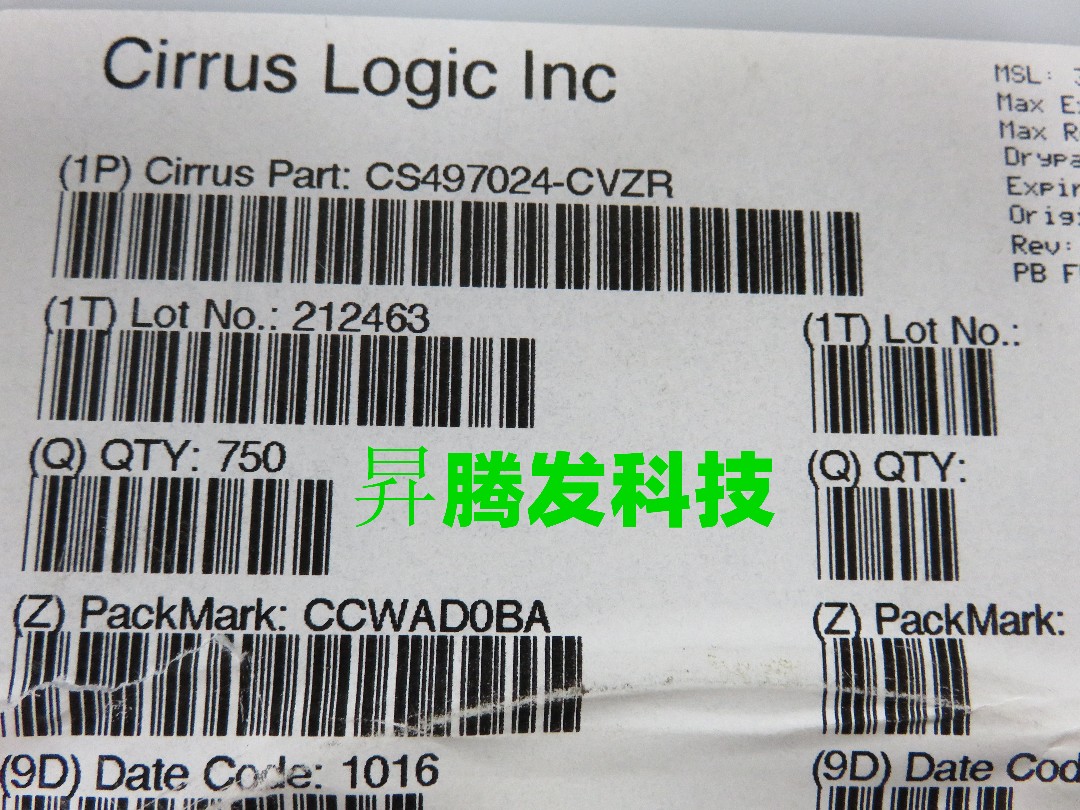 Cirrus Logic Inc
MSL:
Max
Max
(1P) Cirrus Part: CS497024-CVZR
Rev:
PB
(1T) Lot No.: 212463
(1T) Lot No.:
(Q) QTY: 750
(Q) QTY:
昇腾发科技
(Z) PackMark: CCWAD0BA
(Z) PackMark:
(9D) Date Code: 1016
(9D) Date